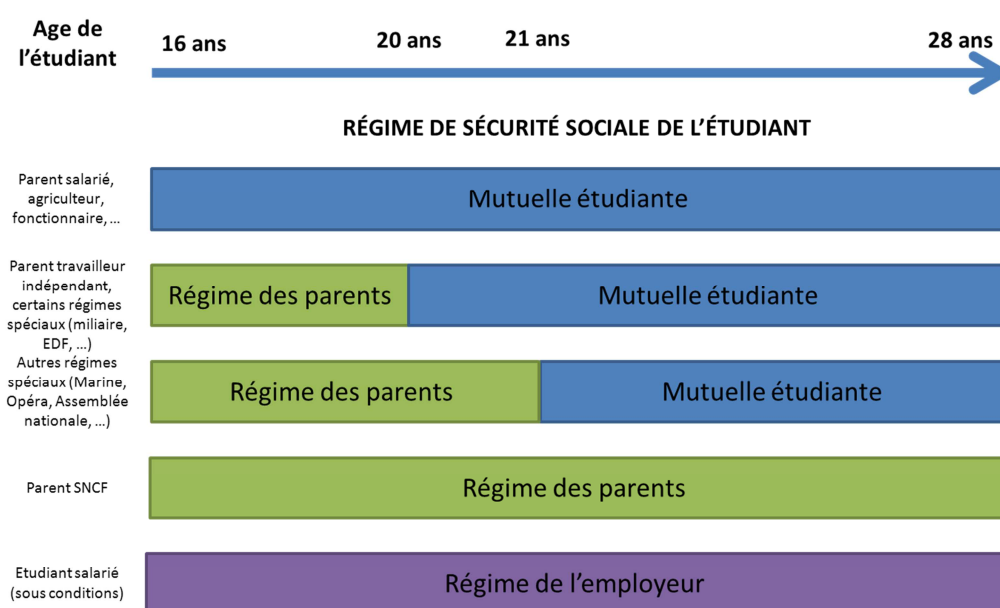 Age de
l'étudiant
16 ans
20 ans
21 ans
28 ans
RÉGIME DE SÉCURITÉ SOCIALE DE L'ÉTUDIANT
Parent salarié,
agriculteur,
fonctionnaire, ...
Mutuelle étudiante
Parent travailleur
indépendant,
certains régimes
spéciaux (miliaire,
EDF, ...)
Régime des parents
Mutuelle étudiante
Autres régimes
spéciaux (Marine,
Opéra, Assemblée
nationale, ...)
Régime des parents
Mutuelle étudiante
Parent SNCF
Régime des parents
Etudiant salarié
(sous conditions)
Régime de l'employeur